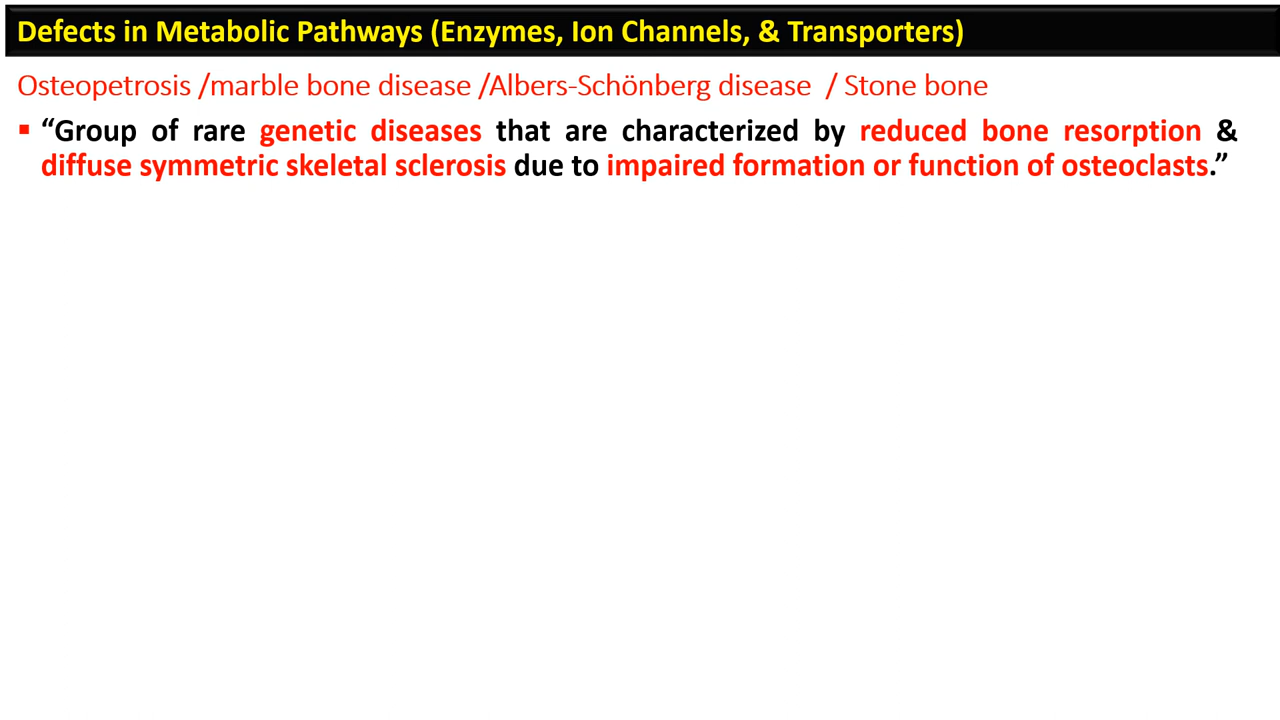 Defects in Metabolic Pathways (Enzymes, Ion Channels, & Transporters)
Osteopetrosis /marble bone disease /Albers-Schönberg disease / Stone bone
▪ “Group of rare genetic diseases that are characterized by reduced bone resorption &
diffuse symmetric skeletal sclerosis due to impaired formation or function of osteoclasts.”